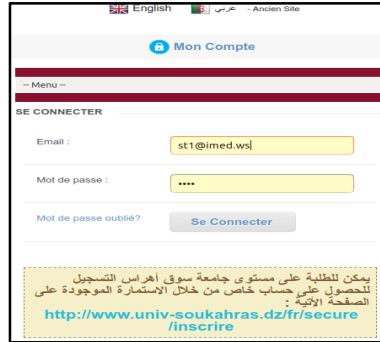 English عربي - Ancien Site
Mon Compte
-- Menu --
SE CONNECTER
Email :
st1@imed.ws
Mot de passe :
••••
Mot de passe oublié?
Se Connecter
يمكن للطلبة على مستوى جامعة سوق أهراس التسجيل
للحصول على حساب خاص من خلال الاستمارة الموجودة على
الصفحة الآتية :
http://www.univ-soukahras.dz/fr/secure
/inscrire